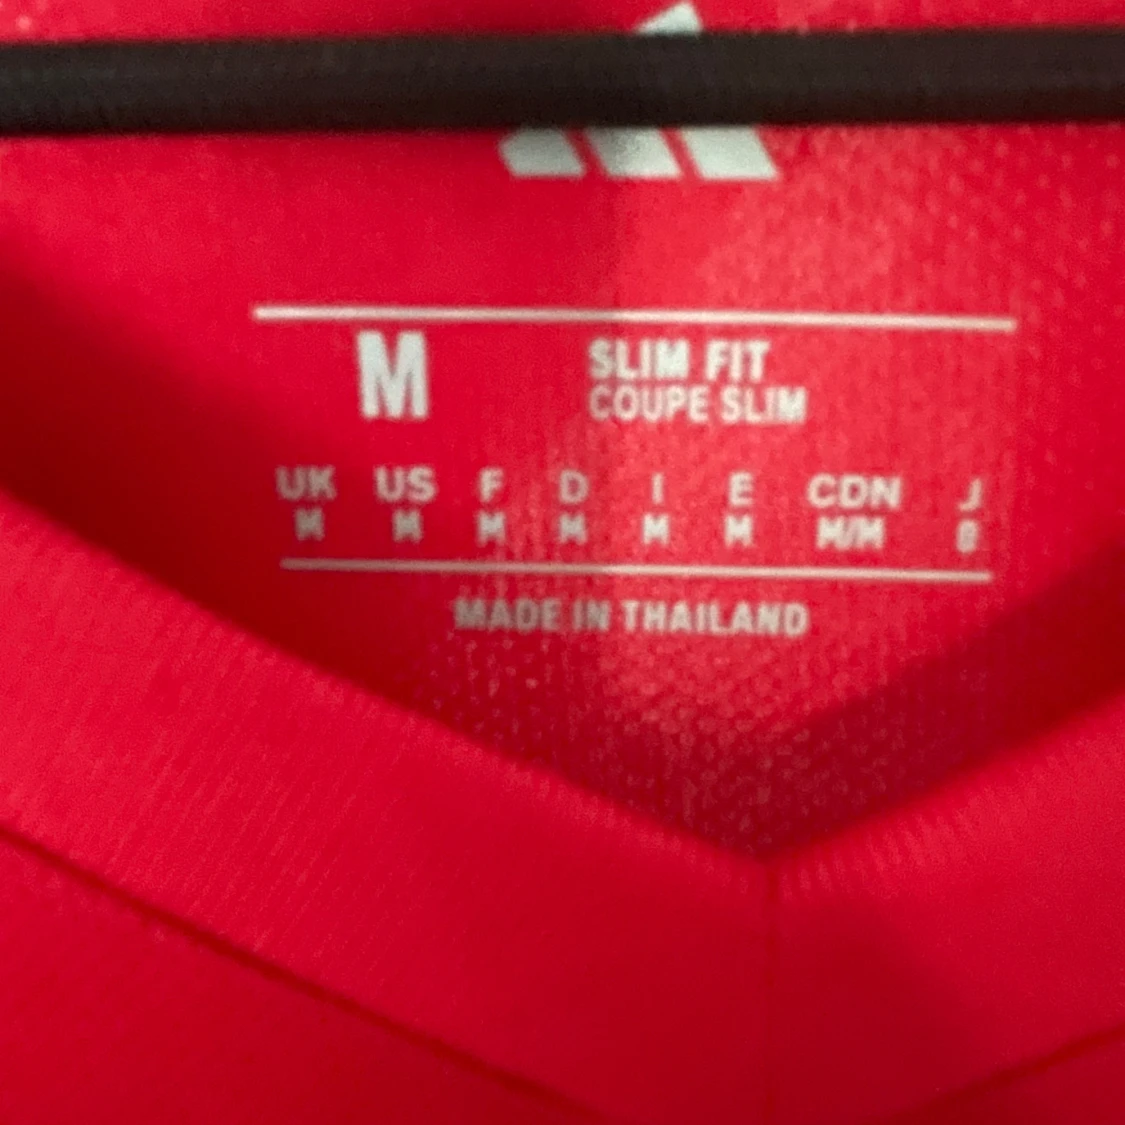 M
SLIM FIT
COUPE SLIM
UK US F D I E CDN J
M M M M M M M/M
MADE IN THAILAND